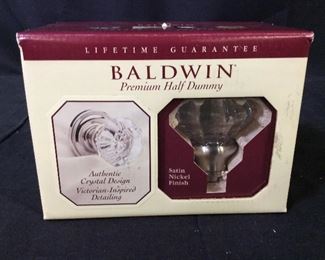 LIFETIME GUARANTEE
BALDWIN
Premium Half Dummy
Authentic
Crystal Design
Victorian-Inspired
Detailing
Satin
Nickel
Finish